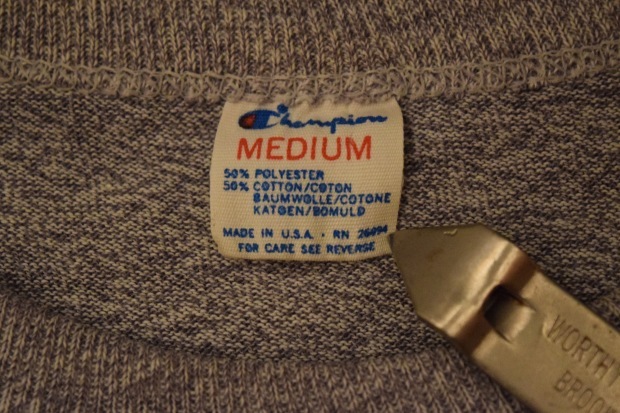 Champion
MEDIUM
50% POLYESTER
50% COTTON/COTON
BAUMWOLLE/COTONE
KATOEN/BOMULD
MADE IN U.S.A. · RN 26094
FOR CARE SEE REVERSE
WORTH
BROO